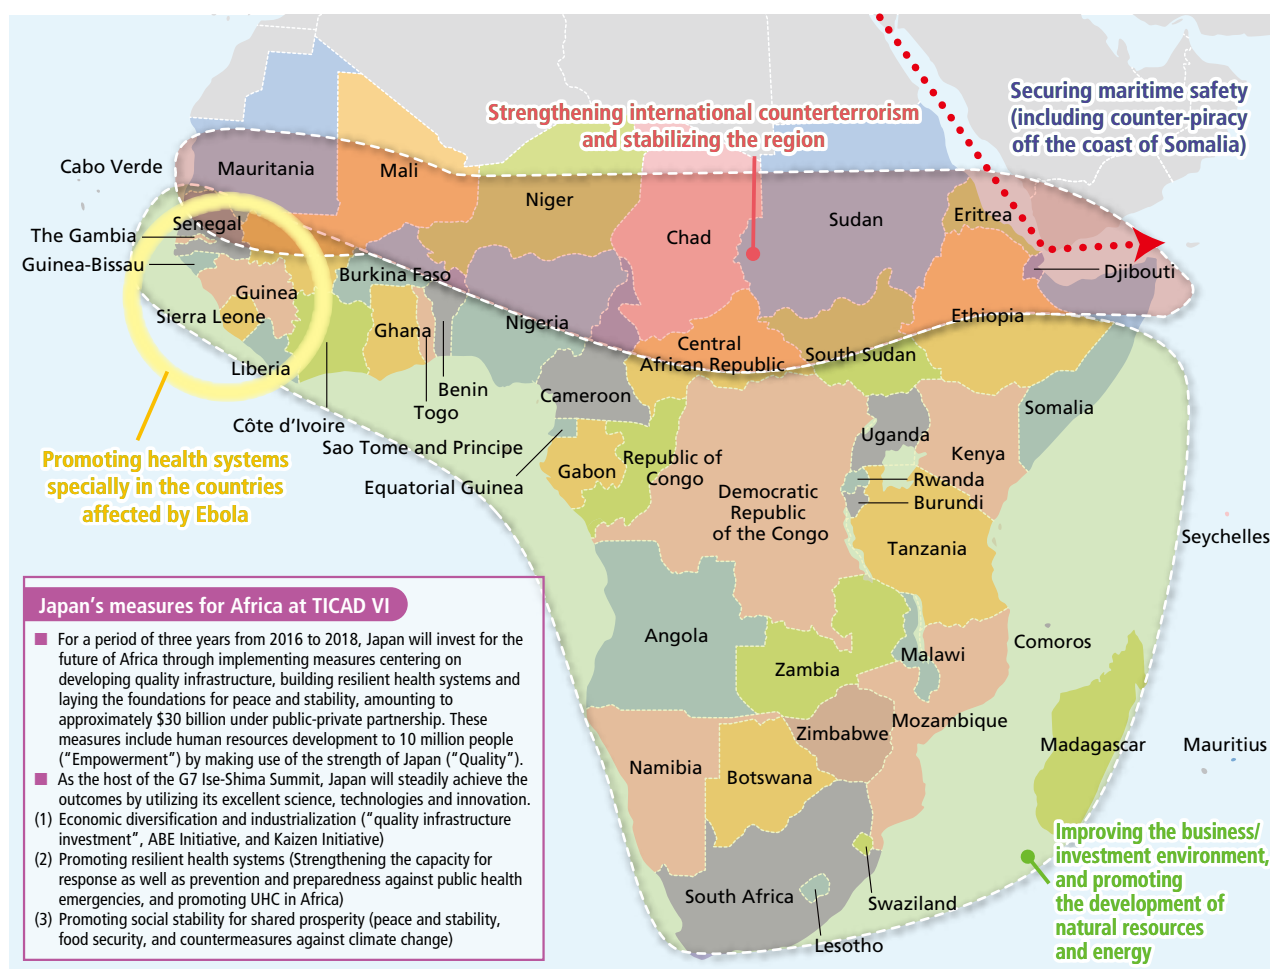 Strengthening international counterterrorism
and stabilizing the region
Securing maritime safety
(including counter-piracy
off the coast of Somalia)
Cabo Verde
Mauritania
Mali
Niger
Chad
Sudan
Eritrea
Senegal
The Gambia
Guinea-Bissau
Guinea
Sierra Leone
Liberia
Burkina Faso
Ghana
Nigeria
Djibouti
Ethiopia
Central
African Republic
South Sudan
Benin
Togo
Côte d’Ivoire
Cameroon
Sao Tome and Principe
Equatorial Guinea
Gabon
Republic of
Congo
Democratic
Republic
of the Congo
Uganda
Kenya
Somalia
Rwanda
Burundi
Tanzania
Seychelles
Promoting health systems
specially in the countries
affected by Ebola
Angola
Zambia
Malawi
Comoros
Mozambique
Zimbabwe
Namibia
Botswana
Madagascar
Mauritius
South Africa
Swaziland
Lesotho
Improving the business/
investment environment,
and promoting
the development of
natural resources
and energy
Japan’s measures for Africa at TICAD VI
■ For a period of three years from 2016 to 2018, Japan will invest for the
future of Africa through implementing measures centering on
developing quality infrastructure, building resilient health systems and
laying the foundations for peace and stability, amounting to
approximately $30 billion under public-private partnership. These
measures include human resources development to 10 million people
(“Empowerment”) by making use of the strength of Japan (“Quality”).
■ As the host of the G7 Ise-Shima Summit, Japan will steadily achieve the
outcomes by utilizing its excellent science, technologies and innovation.
(1) Economic diversification and industrialization (“quality infrastructure
investment”, ABE Initiative, and Kaizen Initiative)
(2) Promoting resilient health systems (Strengthening the capacity for
response as well as prevention and preparedness against public health
emergencies, and promoting UHC in Africa)
(3) Promoting social stability for shared prosperity (peace and stability,
food security, and countermeasures against climate change)